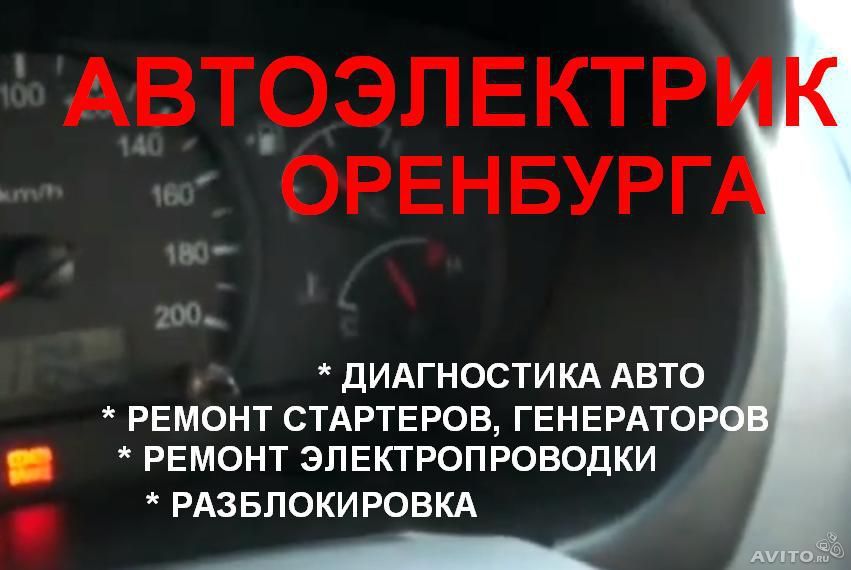 АВТОЭЛЕКТРИК
ОРЕНБУРГА
100
140
km/h
160
180
200
H
C
* ДИАГНОСТИКА АВТО
* РЕМОНТ СТАРТЕРОВ, ГЕНЕРАТОРОВ
* РЕМОНТ ЭЛЕКТРОПРОВОДКИ
* РАЗБЛОКИРОВКА
AVITO.RU